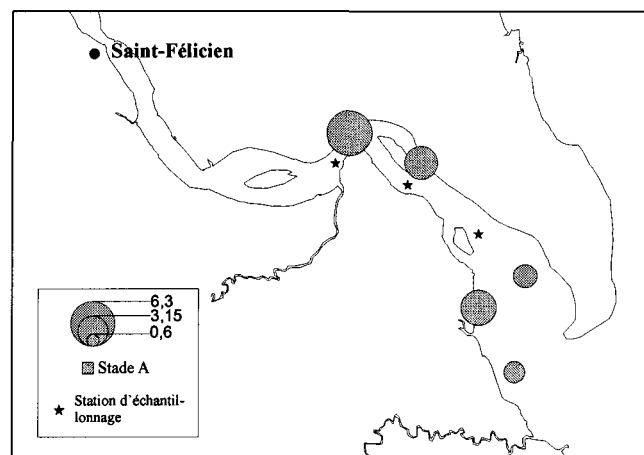 Saint-Félicien
6,3
3,15
0,6
Stade A
Station d'échantil-
lonnage